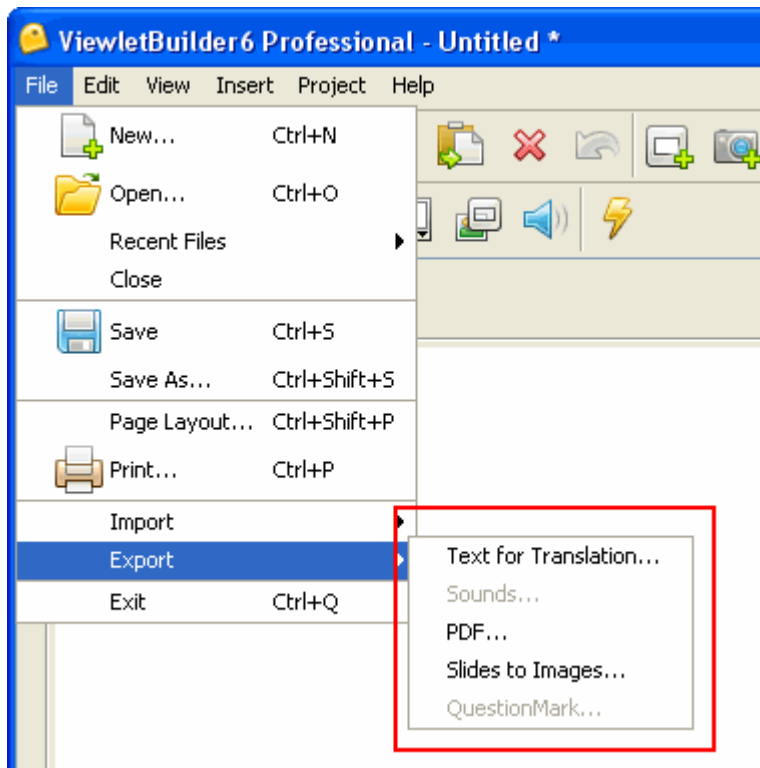 ViewletBuilder6 Professional - Untitled *
File Edit View Insert Project Help
New... Ctrl+N
Open... Ctrl+O
Recent Files
Close
Save Ctrl+S
Save As... Ctrl+Shift+S
Page Layout... Ctrl+Shift+P
Print... Ctrl+P
Import
Export
Exit Ctrl+Q
Text for Translation...
Sounds...
PDF...
Slides to Images...
QuestionMark...